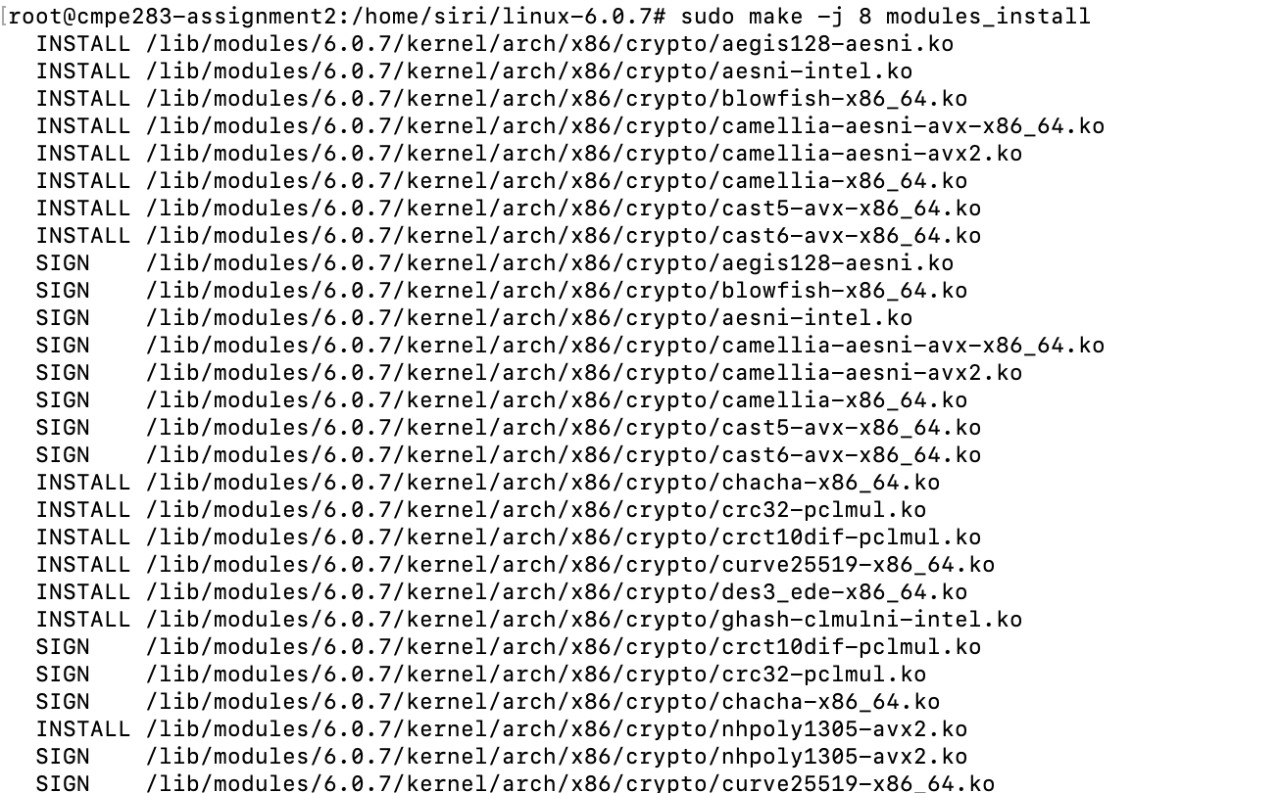 [root@cmpe283-assignment2:/home/siri/linux-6.0.7# sudo make -j 8 modules_install
INSTALL /lib/modules/6.0.7/kernel/arch/x86/crypto/aegis128-aesni.ko
INSTALL /lib/modules/6.0.7/kernel/arch/x86/crypto/aesni-intel.ko
INSTALL /lib/modules/6.0.7/kernel/arch/x86/crypto/blowfish-x86_64.ko
INSTALL /lib/modules/6.0.7/kernel/arch/x86/crypto/camellia-aesni-avx-x86_64.ko
INSTALL /lib/modules/6.0.7/kernel/arch/x86/crypto/camellia-aesni-avx2.ko
INSTALL /lib/modules/6.0.7/kernel/arch/x86/crypto/camellia-x86_64.ko
INSTALL /lib/modules/6.0.7/kernel/arch/x86/crypto/cast5-avx-x86_64.ko
INSTALL /lib/modules/6.0.7/kernel/arch/x86/crypto/cast6-avx-x86_64.ko
SIGN /lib/modules/6.0.7/kernel/arch/x86/crypto/aegis128-aesni.ko
SIGN /lib/modules/6.0.7/kernel/arch/x86/crypto/blowfish-x86_64.ko
SIGN /lib/modules/6.0.7/kernel/arch/x86/crypto/aesni-intel.ko
SIGN /lib/modules/6.0.7/kernel/arch/x86/crypto/camellia-aesni-avx-x86_64.ko
SIGN /lib/modules/6.0.7/kernel/arch/x86/crypto/camellia-aesni-avx2.ko
SIGN /lib/modules/6.0.7/kernel/arch/x86/crypto/camellia-x86_64.ko
SIGN /lib/modules/6.0.7/kernel/arch/x86/crypto/cast5-avx-x86_64.ko
SIGN /lib/modules/6.0.7/kernel/arch/x86/crypto/cast6-avx-x86_64.ko
INSTALL /lib/modules/6.0.7/kernel/arch/x86/crypto/chacha-x86_64.ko
INSTALL /lib/modules/6.0.7/kernel/arch/x86/crypto/crc32-pclmul.ko
INSTALL /lib/modules/6.0.7/kernel/arch/x86/crypto/crct10dif-pclmul.ko
INSTALL /lib/modules/6.0.7/kernel/arch/x86/crypto/curve25519-x86_64.ko
INSTALL /lib/modules/6.0.7/kernel/arch/x86/crypto/des3_ede-x86_64.ko
INSTALL /lib/modules/6.0.7/kernel/arch/x86/crypto/ghash-clmulni-intel.ko
SIGN /lib/modules/6.0.7/kernel/arch/x86/crypto/crct10dif-pclmul.ko
SIGN /lib/modules/6.0.7/kernel/arch/x86/crypto/crc32-pclmul.ko
SIGN /lib/modules/6.0.7/kernel/arch/x86/crypto/chacha-x86_64.ko
INSTALL /lib/modules/6.0.7/kernel/arch/x86/crypto/nhpoly1305-avx2.ko
SIGN /lib/modules/6.0.7/kernel/arch/x86/crypto/nhpoly1305-avx2.ko
SIGN /lib/modules/6.0.7/kernel/arch/x86/crypto/curve25519-x86_64.ko